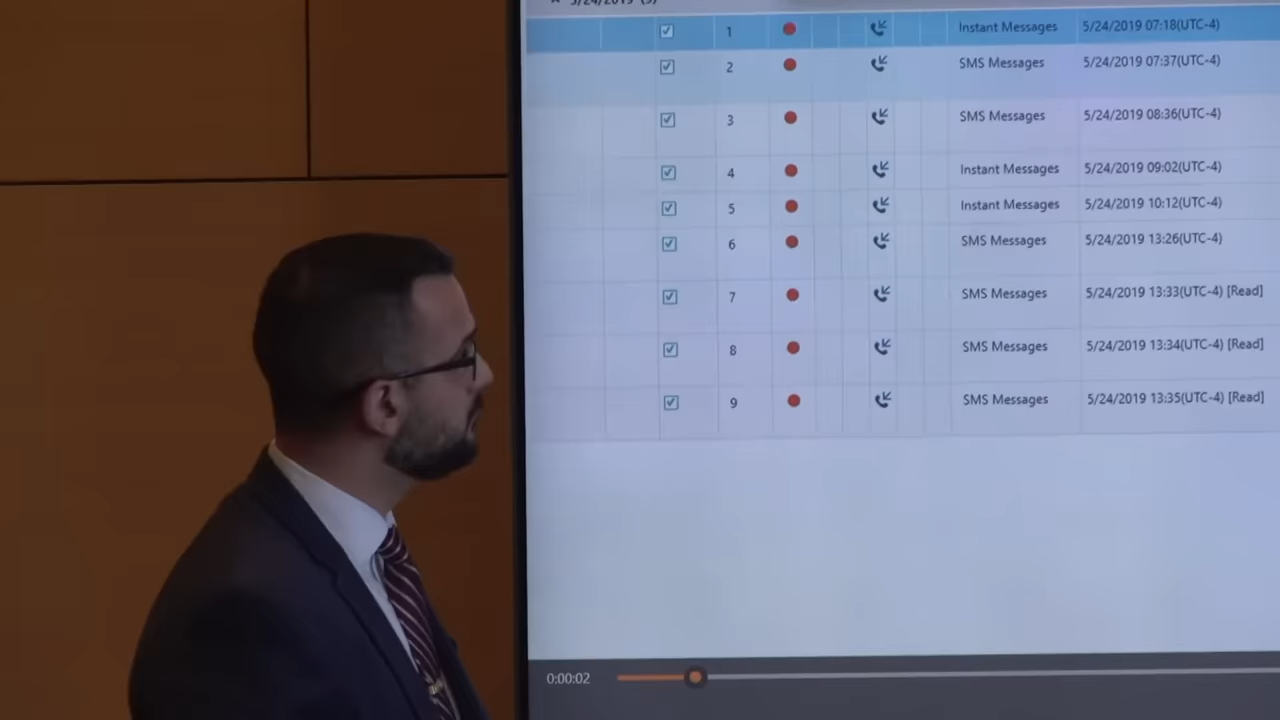 5/24/2019 (9)
1 Instant Messages 5/24/2019 07:18(UTC-4)
2 SMS Messages 5/24/2019 07:37(UTC-4)
3 SMS Messages 5/24/2019 08:36(UTC-4)
4 Instant Messages 5/24/2019 09:02(UTC-4)
5 Instant Messages 5/24/2019 10:12(UTC-4)
6 SMS Messages 5/24/2019 13:26(UTC-4)
7 SMS Messages 5/24/2019 13:33(UTC-4) [Read]
8 SMS Messages 5/24/2019 13:34(UTC-4) [Read]
9 SMS Messages 5/24/2019 13:35(UTC-4) [Read]
0:00:02